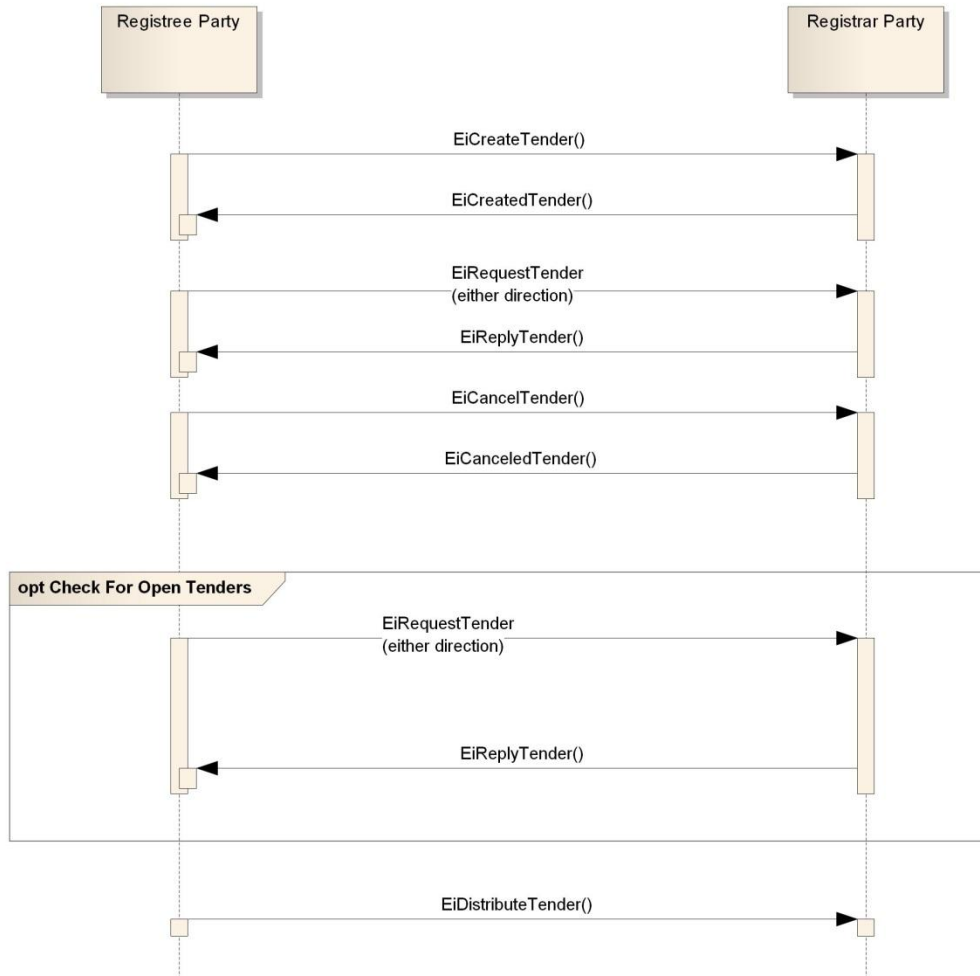 Registree Party
Registrar Party
EiCreateTender()
EiCreatedTender()
EiRequestTender
(either direction)
EiReplyTender()
EiCancelTender()
EiCanceledTender()
opt Check For Open Tenders
EiRequestTender
(either direction)
EiReplyTender()
EiDistributeTender()